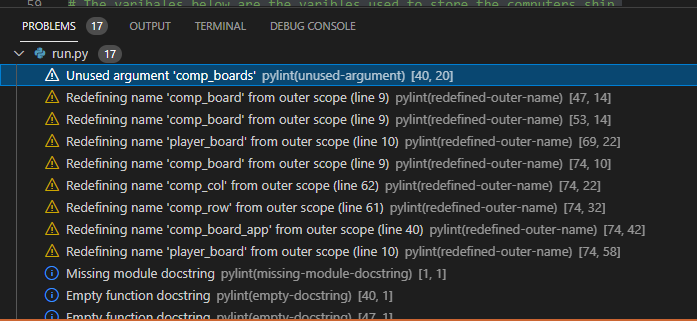 59 # The varibales below are the varibles used to store the computers ship
PROBLEMS 17 OUTPUT TERMINAL DEBUG CONSOLE
run.py 17
Unused argument 'comp_boards' pylint(unused-argument) [40, 20]
Redefining name 'comp_board' from outer scope (line 9) pylint(redefined-outer-name) [47, 14]
Redefining name 'comp_board' from outer scope (line 9) pylint(redefined-outer-name) [53, 14]
Redefining name 'player_board' from outer scope (line 10) pylint(redefined-outer-name) [69, 22]
Redefining name 'comp_board' from outer scope (line 9) pylint(redefined-outer-name) [74, 10]
Redefining name 'comp_col' from outer scope (line 62) pylint(redefined-outer-name) [74, 22]
Redefining name 'comp_row' from outer scope (line 61) pylint(redefined-outer-name) [74, 32]
Redefining name 'comp_board_app' from outer scope (line 40) pylint(redefined-outer-name) [74, 42]
Redefining name 'player_board' from outer scope (line 10) pylint(redefined-outer-name) [74, 58]
Missing module docstring pylint(missing-module-docstring) [1, 1]
Empty function docstring pylint(empty-docstring) [40, 1]
Empty function docstring pylint(empty-docstring) [47, 1]